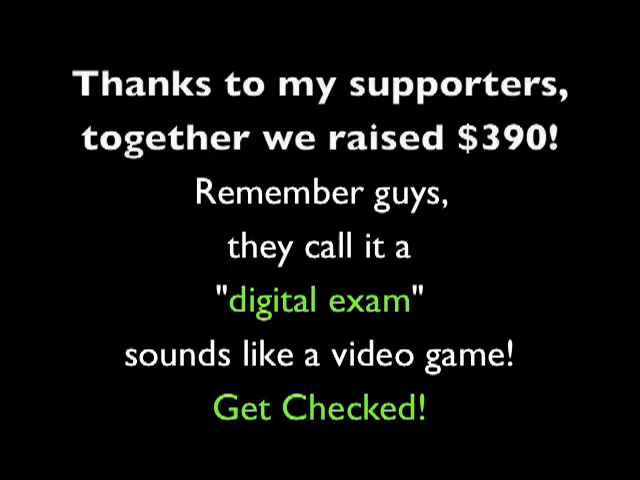 Thanks to my supporters,
together we raised $390!
Remember guys,
they call it a
"digital exam"
sounds like a video game!
Get Checked!